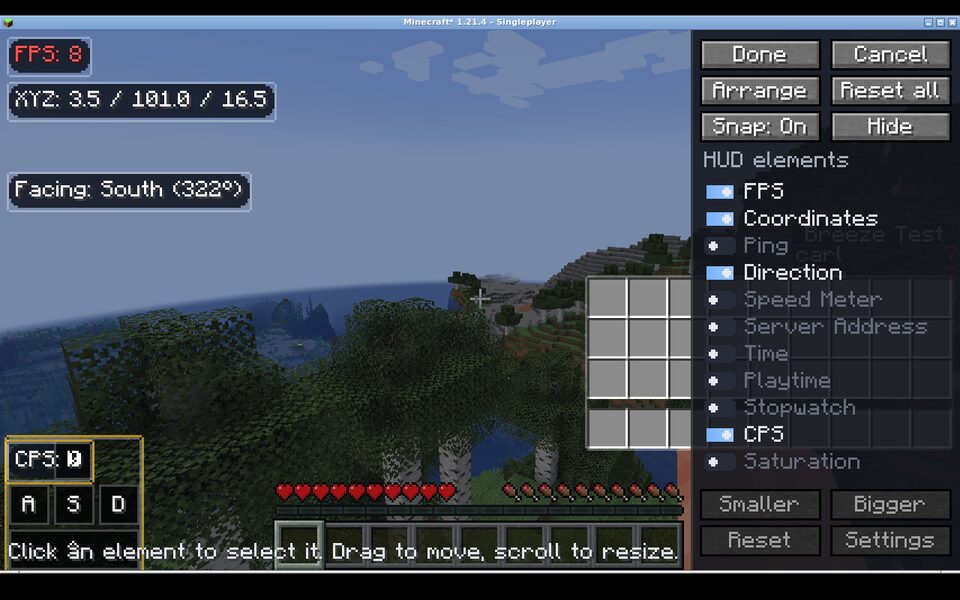 Minecraft* 1.21.4 - Singleplayer
FPS: 8
XYZ: 3.5 / 101.0 / 16.5
Facing: South (322°)
Done
Cancel
Arrange
Reset all
Snap: On
Hide
HUD elements
FPS
Coordinates
Breeze Test
Ping
carl
Direction
Speed Meter
Server Address
Time
Playtime
Stopwatch
CPS
Saturation
CPS: 0
A S D
Smaller
Bigger
Reset
Settings
Click an element to select it. Drag to move, scroll to resize.